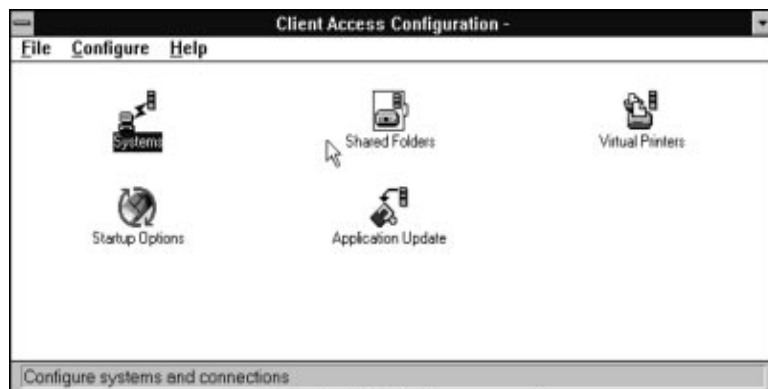 Client Access Configuration -
File Configure Help
Systems Shared Folders Virtual Printers
Startup Options Application Update
Configure systems and connections